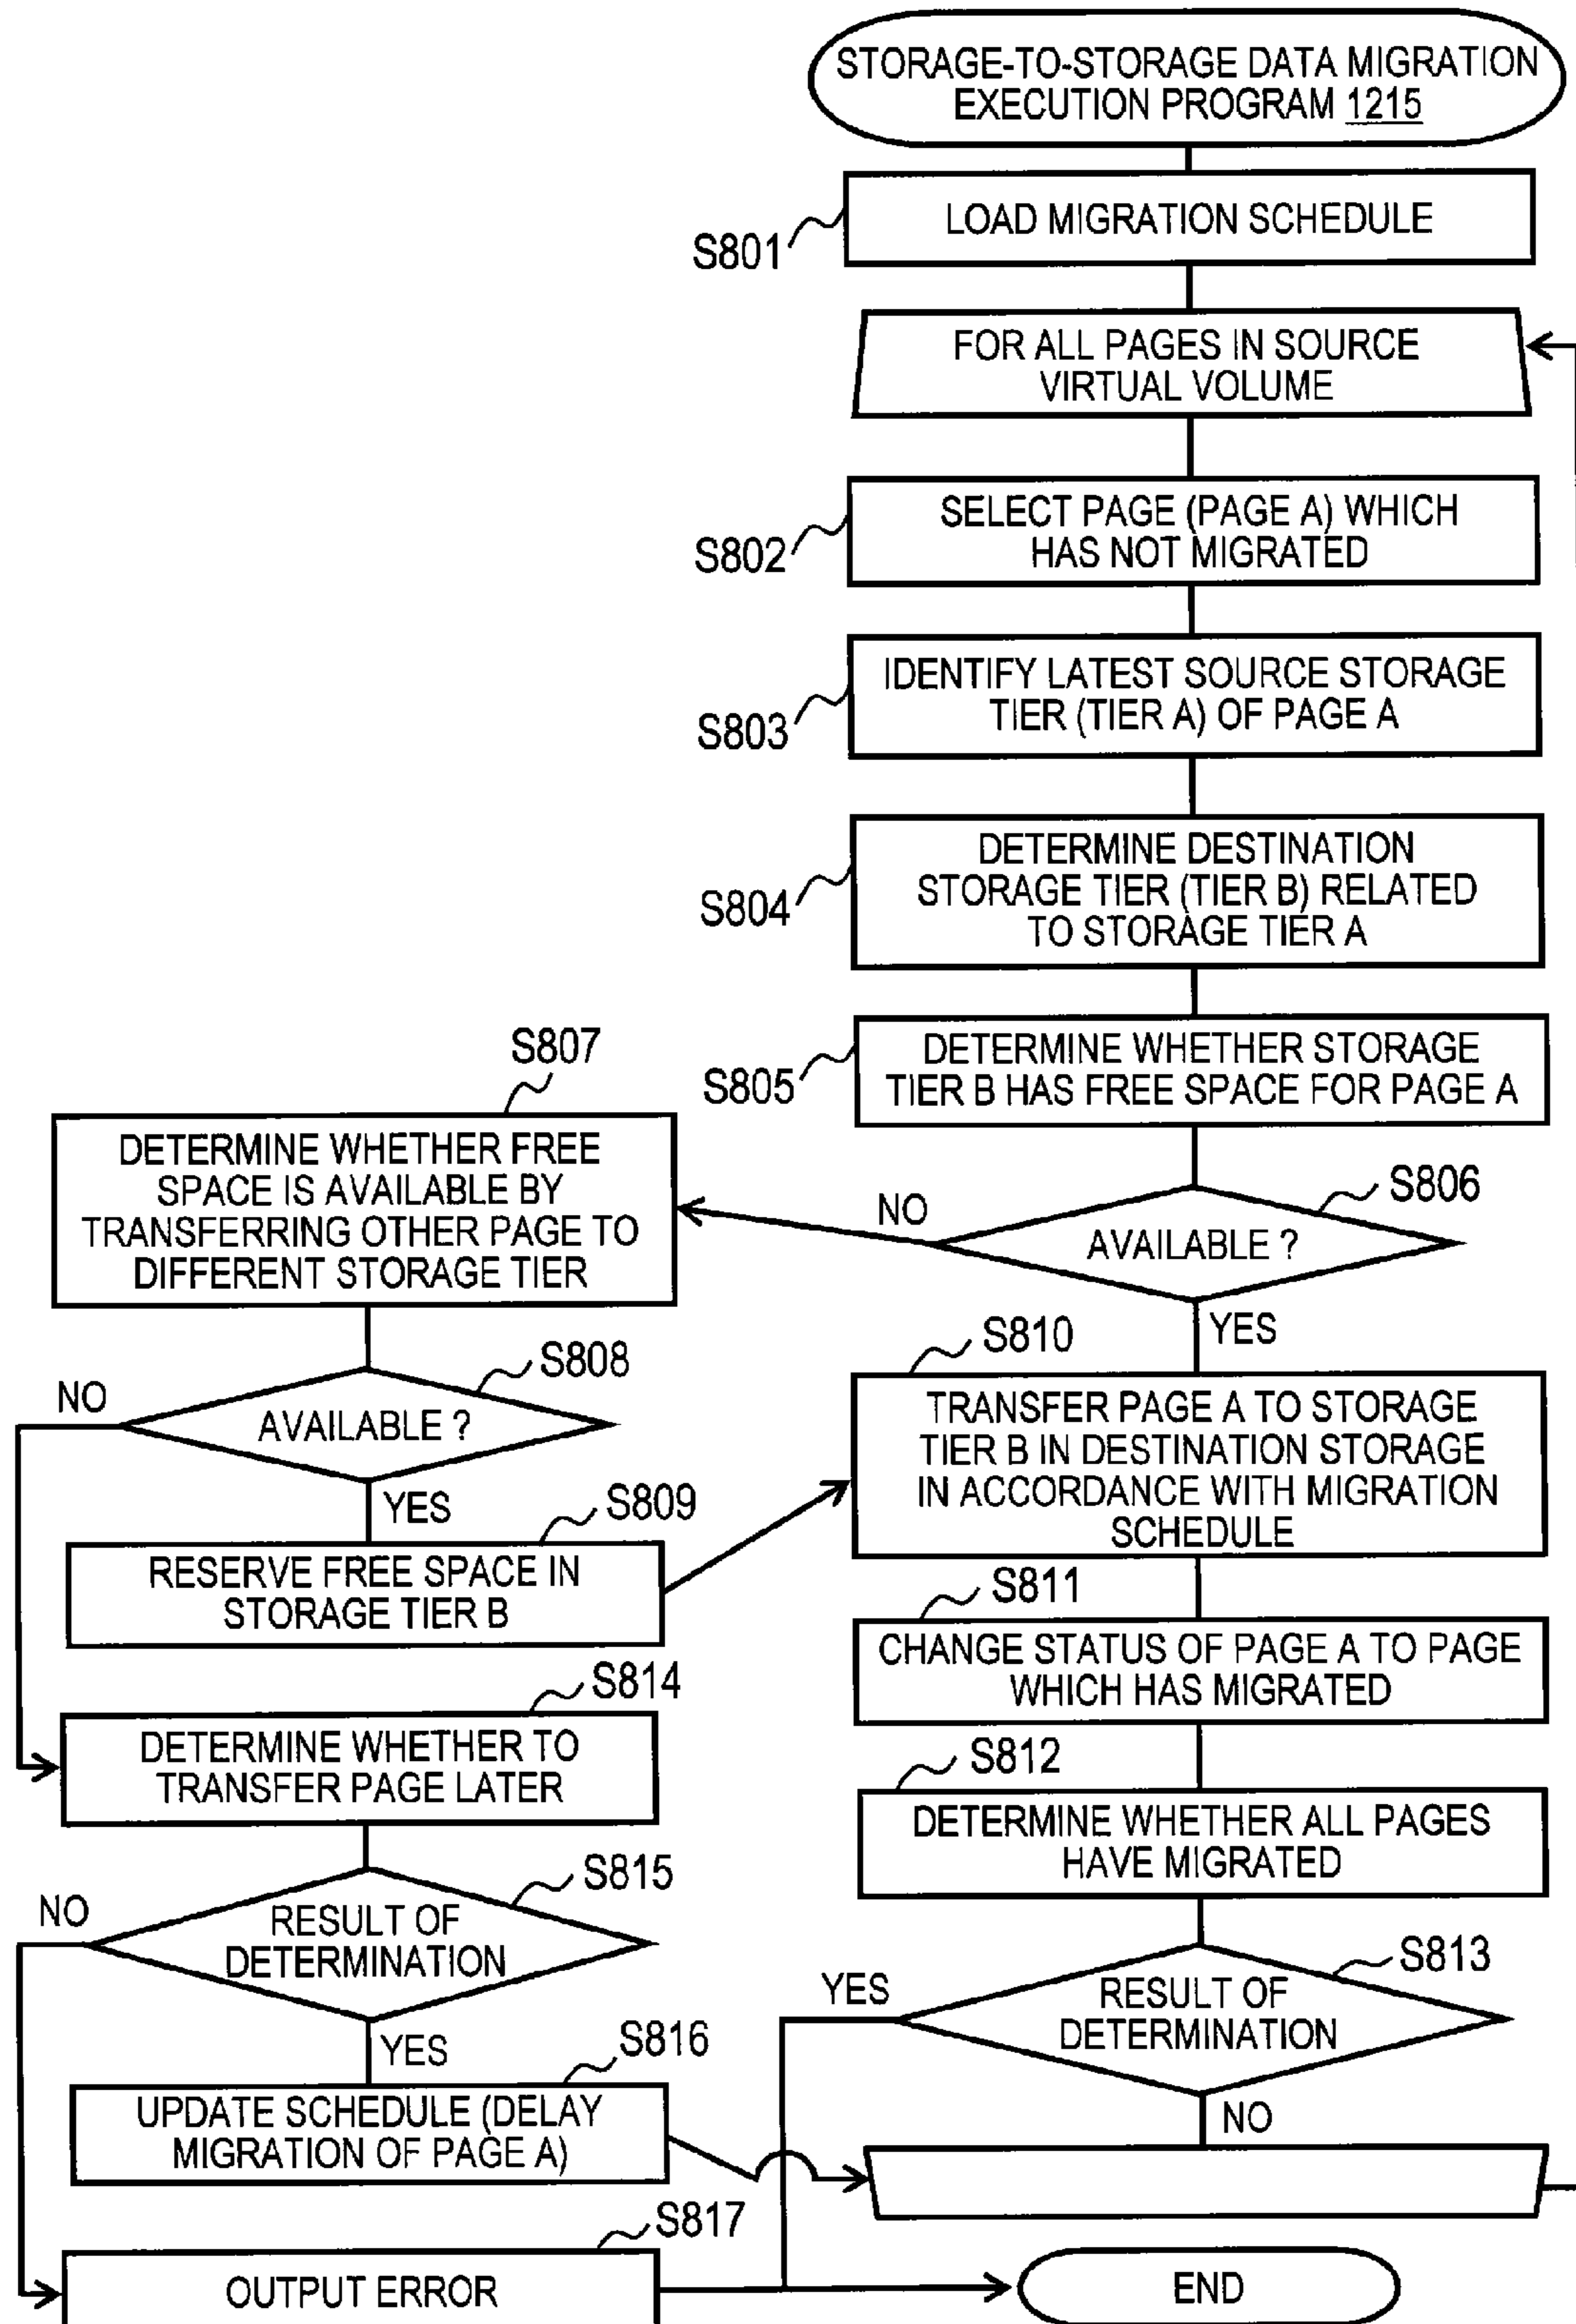 STORAGE-TO-STORAGE DATA MIGRATION
EXECUTION PROGRAM 1215
S801
LOAD MIGRATION SCHEDULE
FOR ALL PAGES IN SOURCE
VIRTUAL VOLUME
S802
SELECT PAGE (PAGE A) WHICH
HAS NOT MIGRATED
S803
IDENTIFY LATEST SOURCE STORAGE
TIER (TIER A) OF PAGE A
S804
DETERMINE DESTINATION
STORAGE TIER (TIER B) RELATED
TO STORAGE TIER A
S805
DETERMINE WHETHER STORAGE
TIER B HAS FREE SPACE FOR PAGE A
S806
AVAILABLE ?
NO
YES
S807
DETERMINE WHETHER FREE
SPACE IS AVAILABLE BY
TRANSFERRING OTHER PAGE TO
DIFFERENT STORAGE TIER
S808
AVAILABLE ?
NO
YES
S809
RESERVE FREE SPACE IN
STORAGE TIER B
S810
TRANSFER PAGE A TO STORAGE
TIER B IN DESTINATION STORAGE
IN ACCORDANCE WITH MIGRATION
SCHEDULE
S811
CHANGE STATUS OF PAGE A TO PAGE
WHICH HAS MIGRATED
S812
DETERMINE WHETHER ALL PAGES
HAVE MIGRATED
S813
RESULT OF
DETERMINATION
YES
NO
S814
DETERMINE WHETHER TO
TRANSFER PAGE LATER
S815
RESULT OF
DETERMINATION
NO
YES
S816
UPDATE SCHEDULE (DELAY
MIGRATION OF PAGE A)
S817
OUTPUT ERROR
END